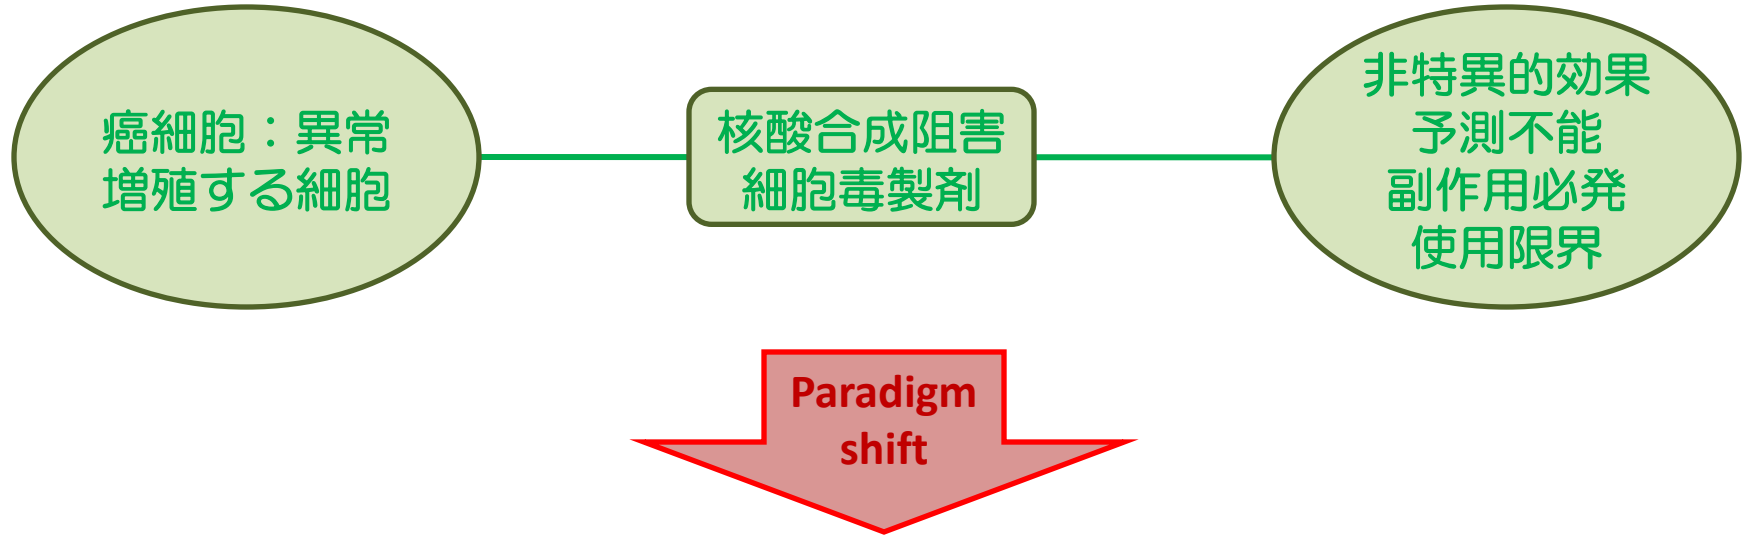 癌細胞：異常
増殖する細胞
核酸合成阻害
細胞毒製剤
非特異的効果
予測不能
副作用必発
使用限界
Paradigm
shift